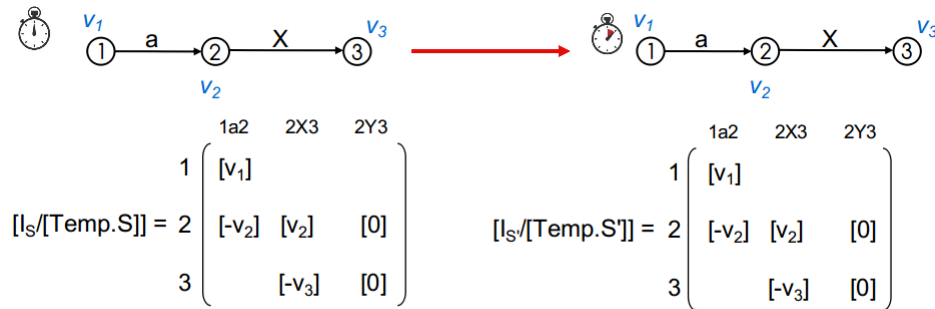 v₁ a X v₃ v₁ a X v₃
1 2 3 1 2 3
v₂ v₂
1a2 2X3 2Y3 1a2 2X3 2Y3
1 [v₁] 1 [v₁]
[I_S/[Temp.S]] = 2 [-v₂] [v₂] [0] [I_S'/[Temp.S']] = 2 [-v₂] [v₂] [0]
3 [-v₃] [0] 3 [-v₃] [0]